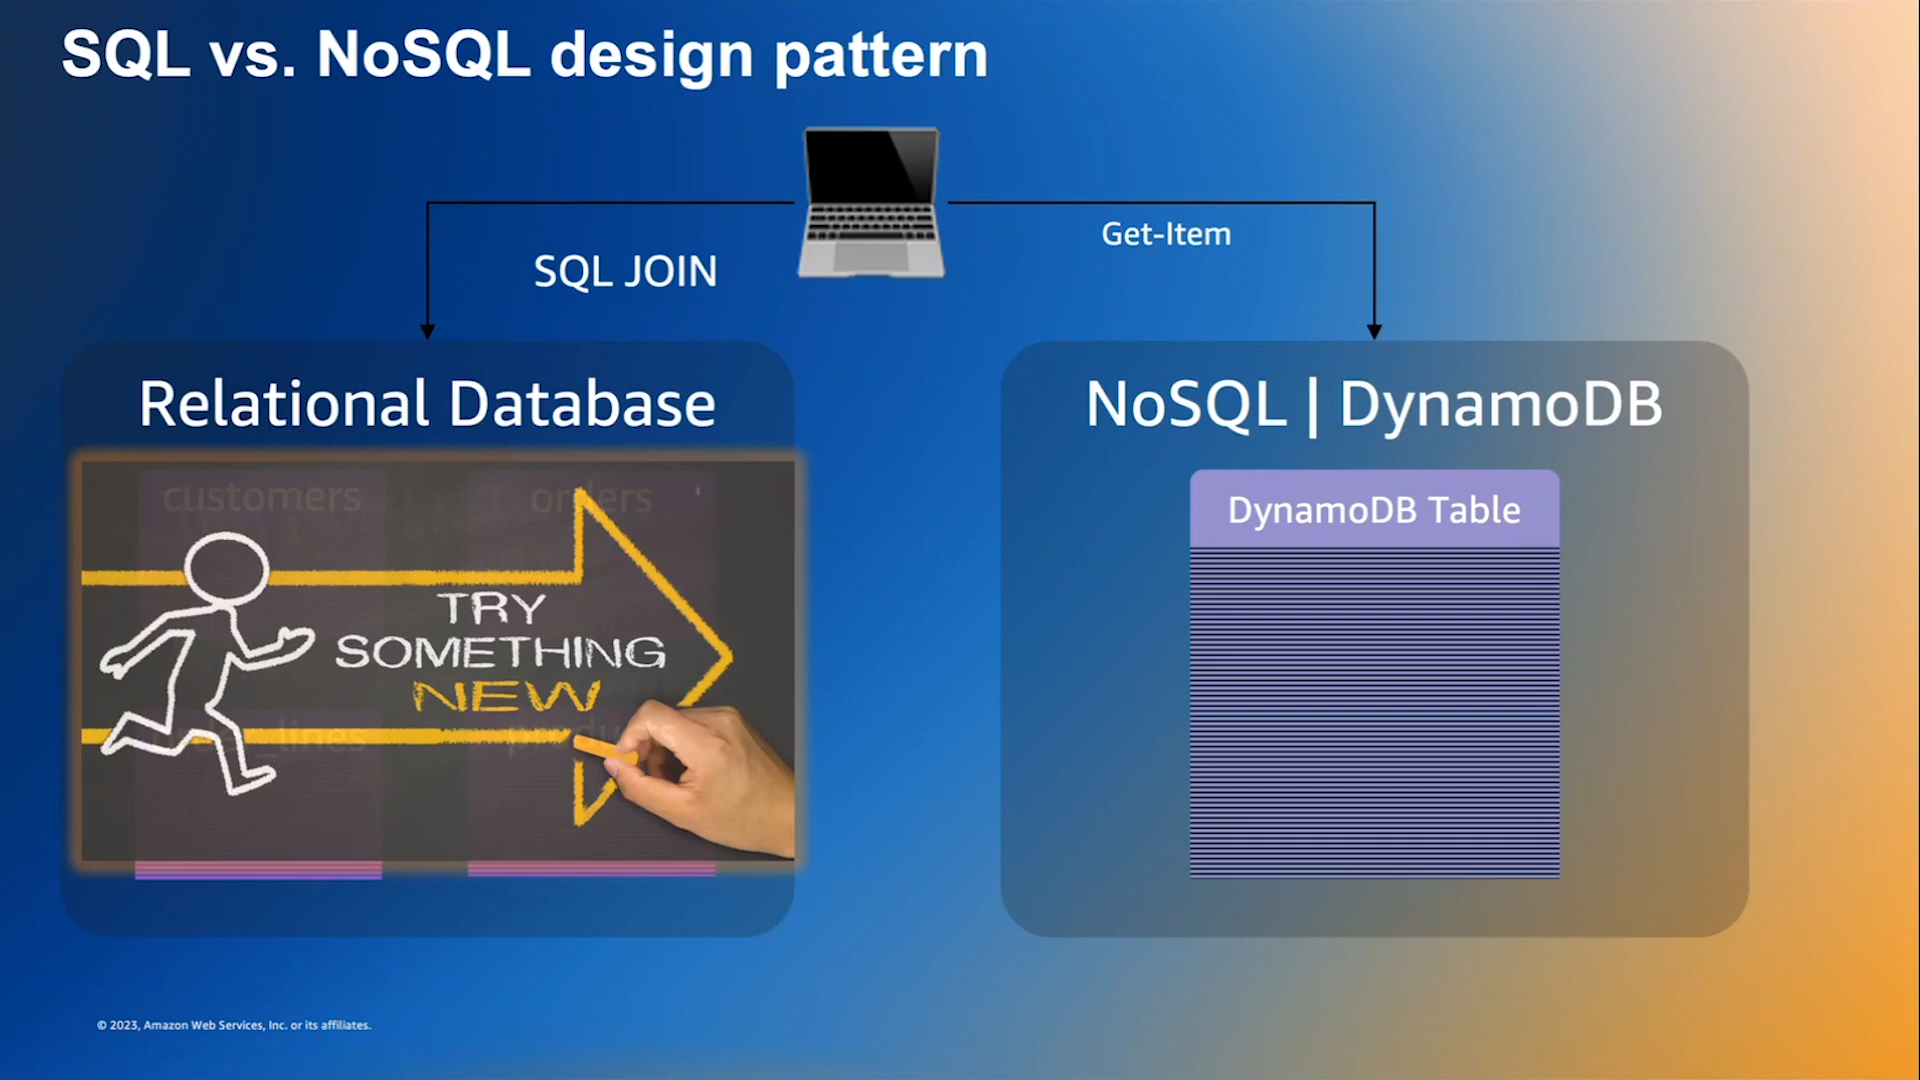 SQL vs. NoSQL design pattern
Get-Item
SQL JOIN
Relational Database
NoSQL | DynamoDB
customers
orders
DynamoDB Table
TRY
SOMETHING
NEW
© 2023, Amazon Web Services, Inc. or its affiliates.